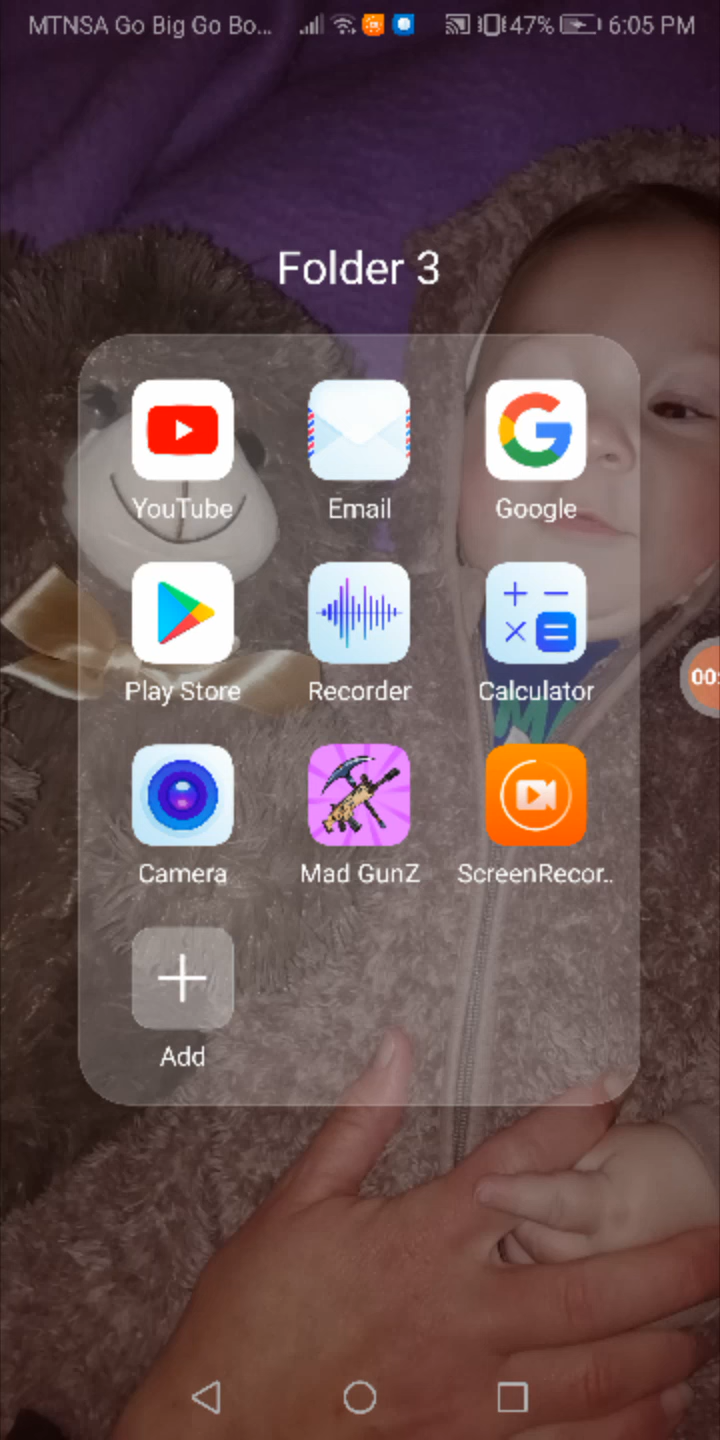 MTNSA Go Big Go Bo... 47% 6:05 PM
Folder 3
YouTube Email Google
Play Store Recorder Calculator
00:
Camera Mad GunZ ScreenRecor..
Add